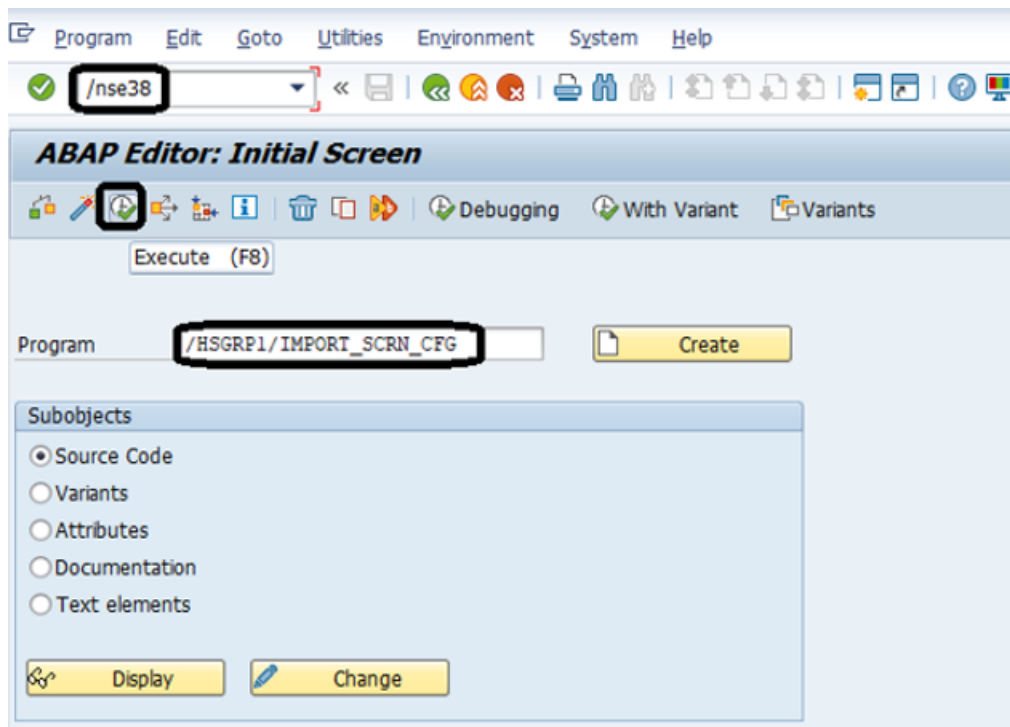 Program Edit Goto Utilities Environment System Help
/nse38
ABAP Editor: Initial Screen
Debugging With Variant Variants
Execute (F8)
Program /HSGRP1/IMPORT_SCRN_CFG Create
Subobjects
Source Code
Variants
Attributes
Documentation
Text elements
Display Change